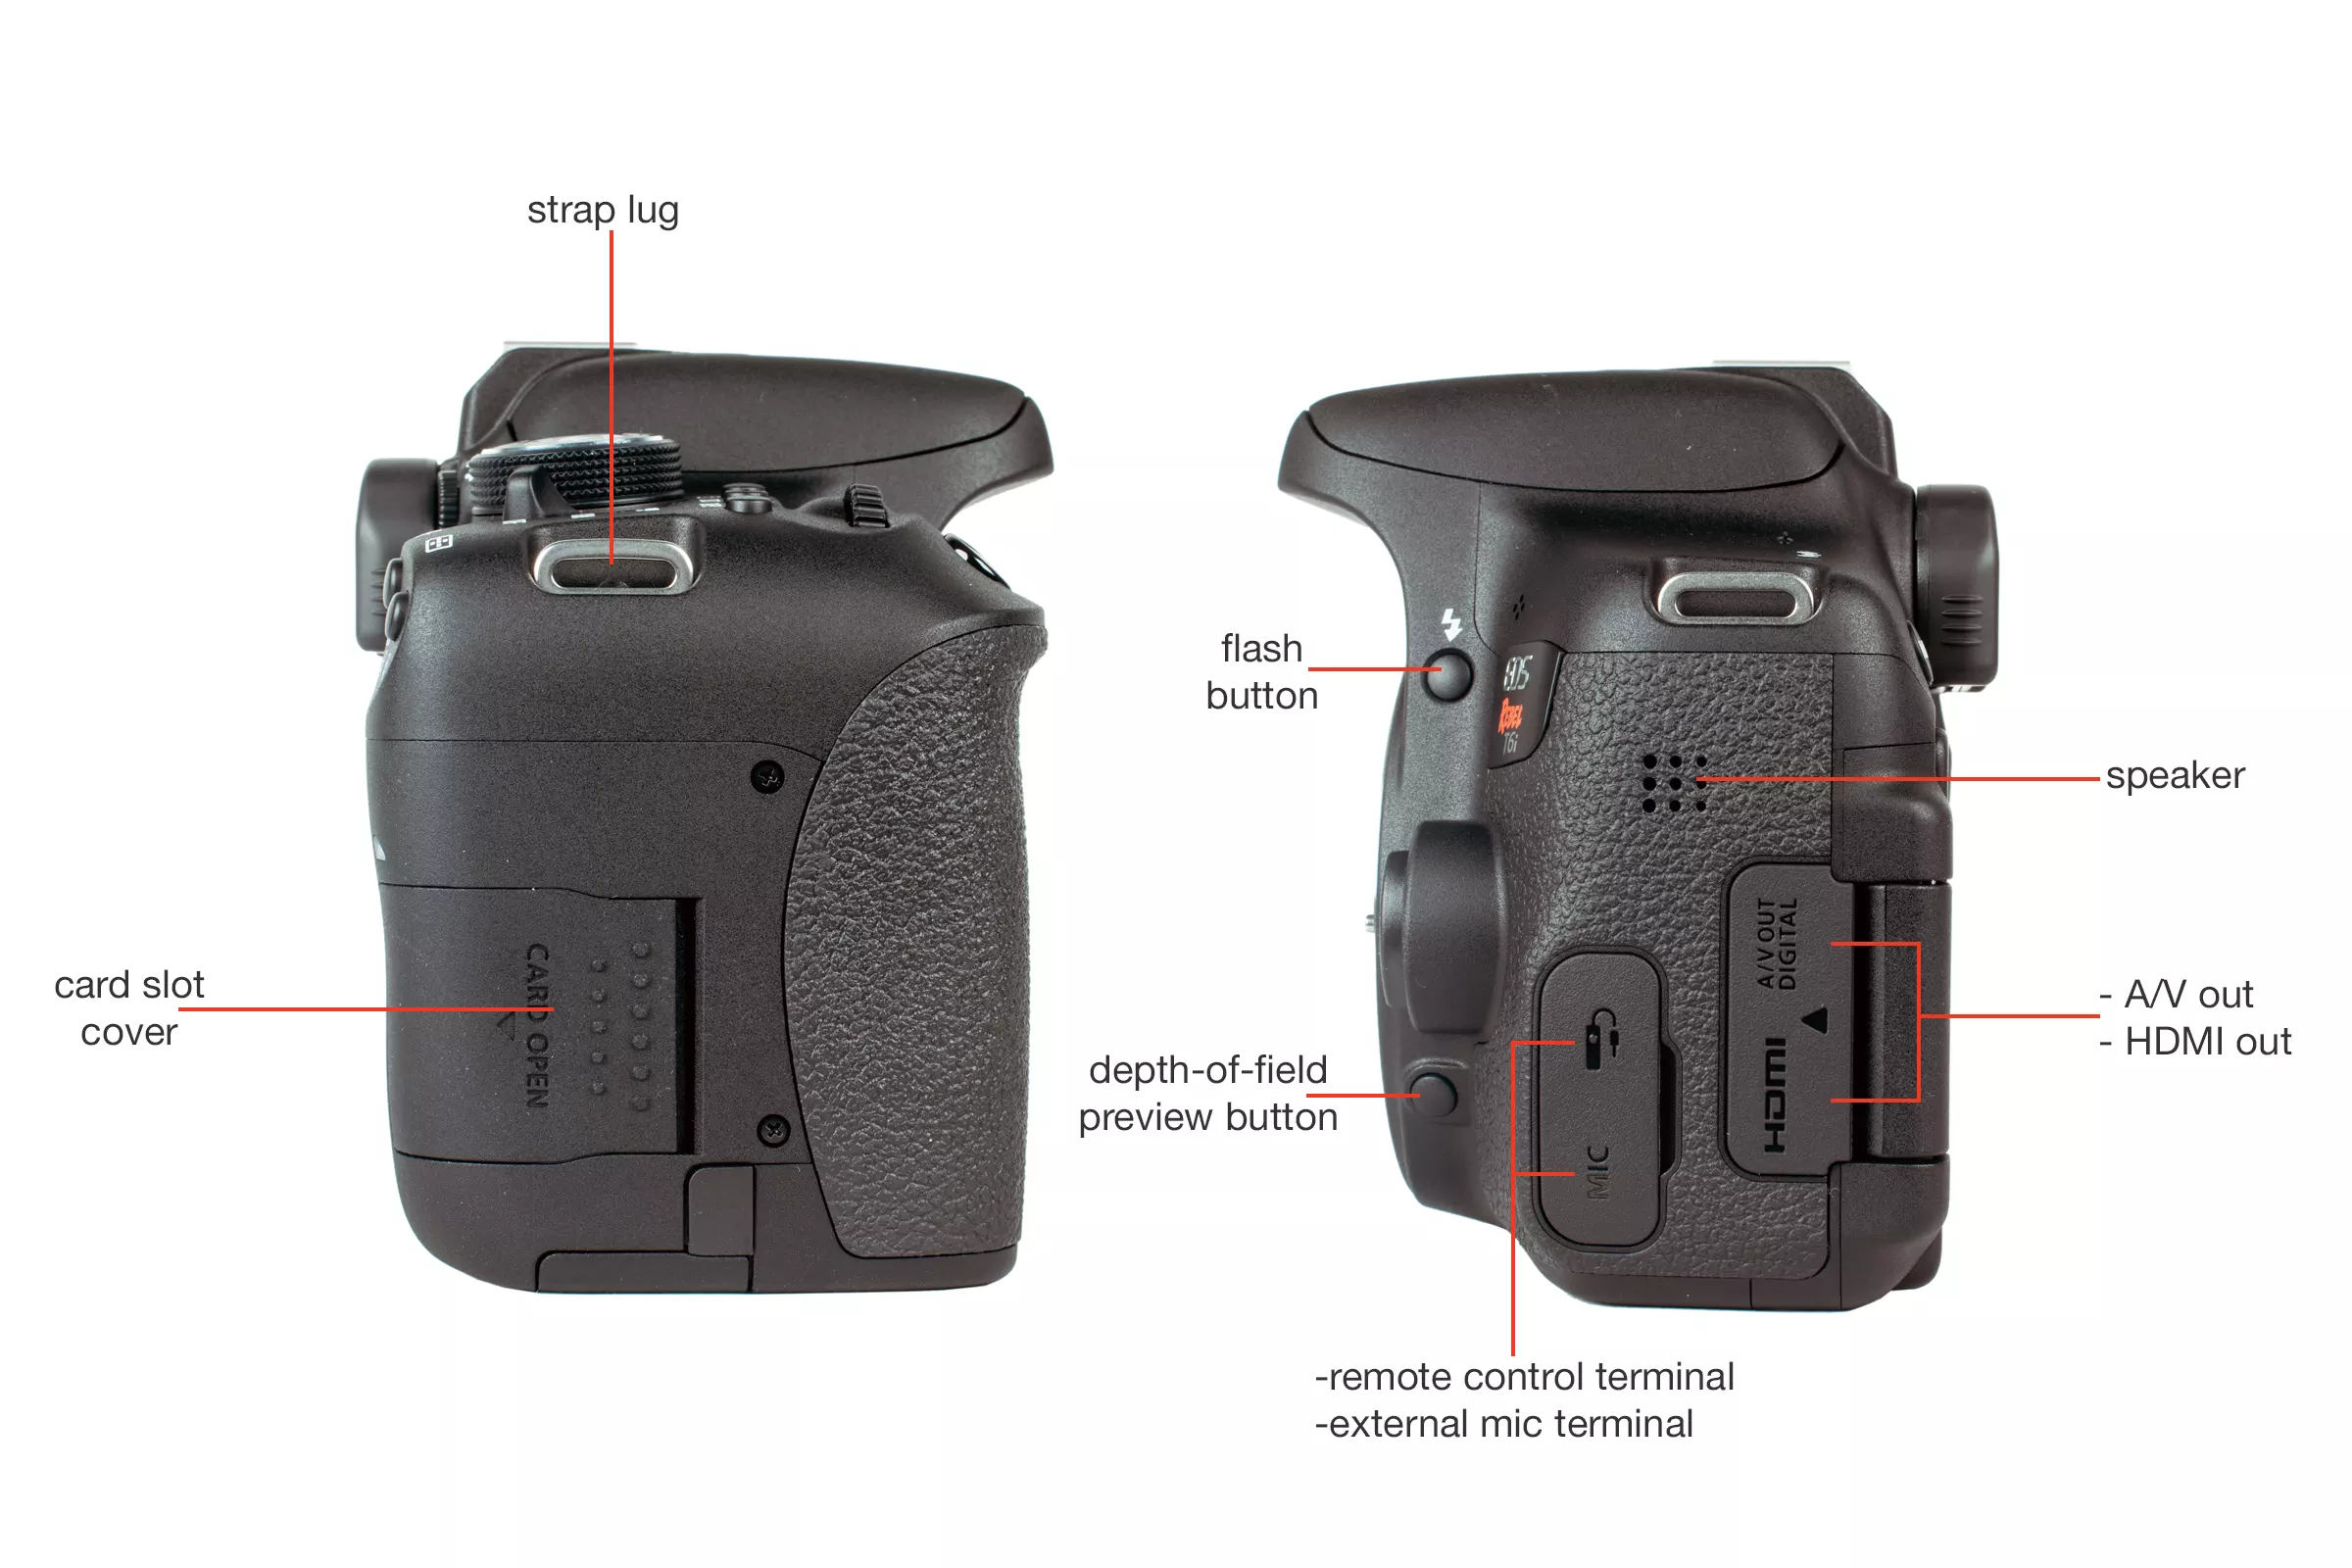 strap lug
card slot
cover
CARD OPEN
flash
button
EOS
REBEL
T6i
speaker
A/V OUT
DIGITAL
HDMI
- A/V out
- HDMI out
depth-of-field
preview button
MIC
-remote control terminal
-external mic terminal